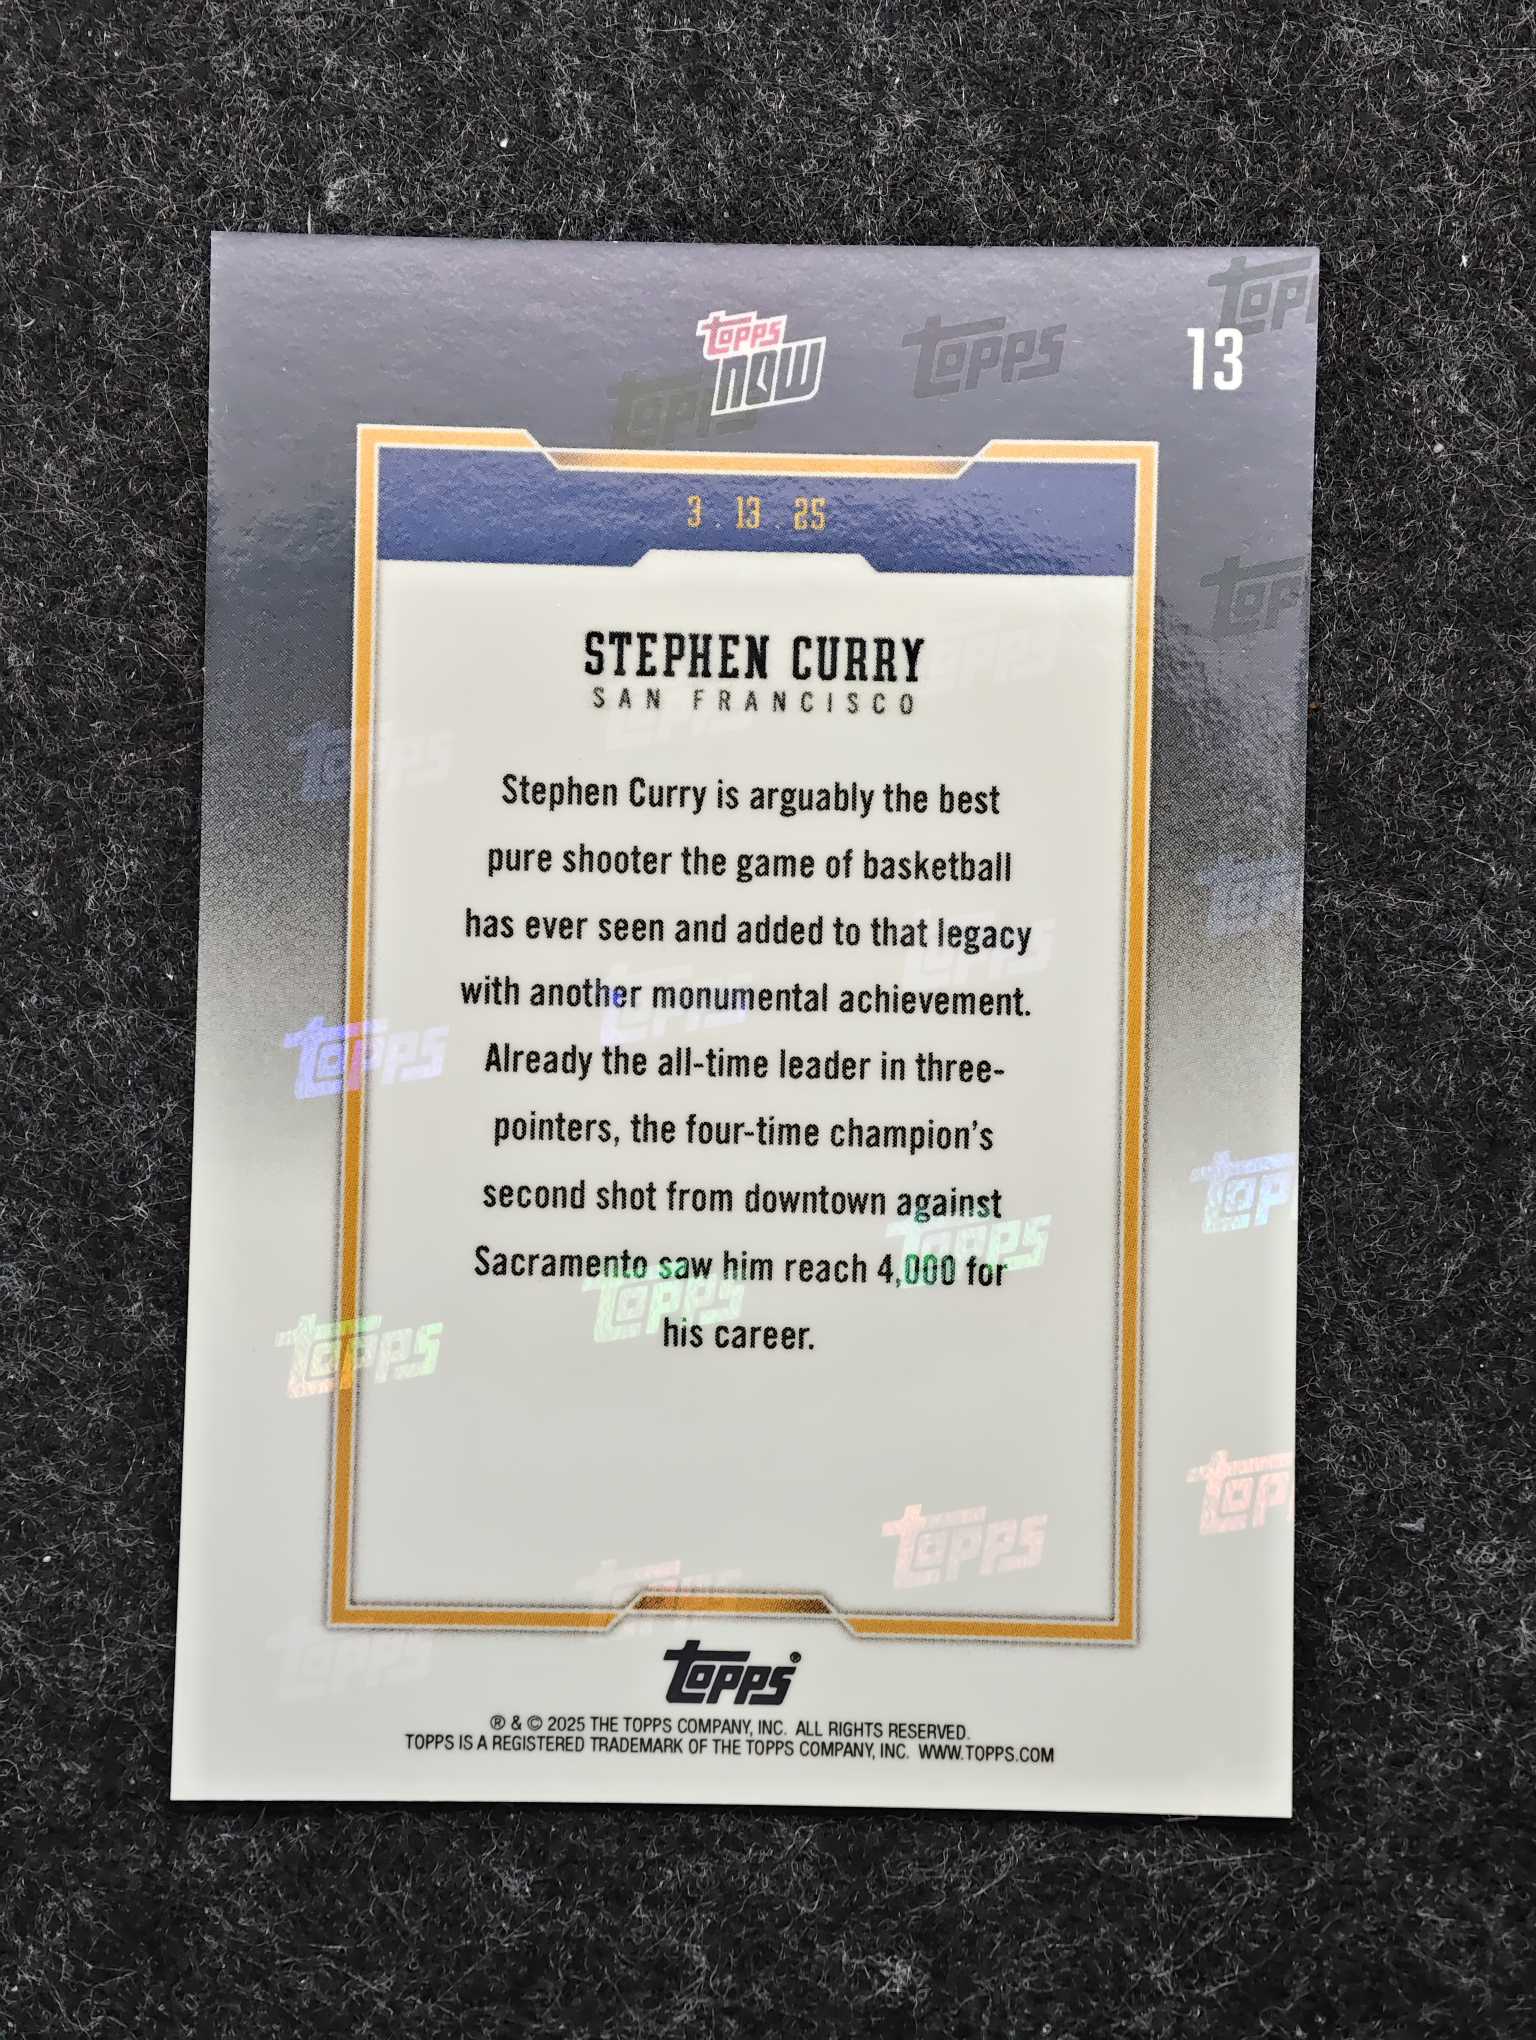 topps now
13
3 . 13 . 25
STEPHEN CURRY
SAN FRANCISCO
Stephen Curry is arguably the best
pure shooter the game of basketball
has ever seen and added to that legacy
with another monumental achievement.
Already the all-time leader in three-
pointers, the four-time champion's
second shot from downtown against
Sacramento saw him reach 4,000 for
his career.
topps®
® & © 2025 THE TOPPS COMPANY, INC. ALL RIGHTS RESERVED.
TOPPS IS A REGISTERED TRADEMARK OF THE TOPPS COMPANY, INC. WWW.TOPPS.COM